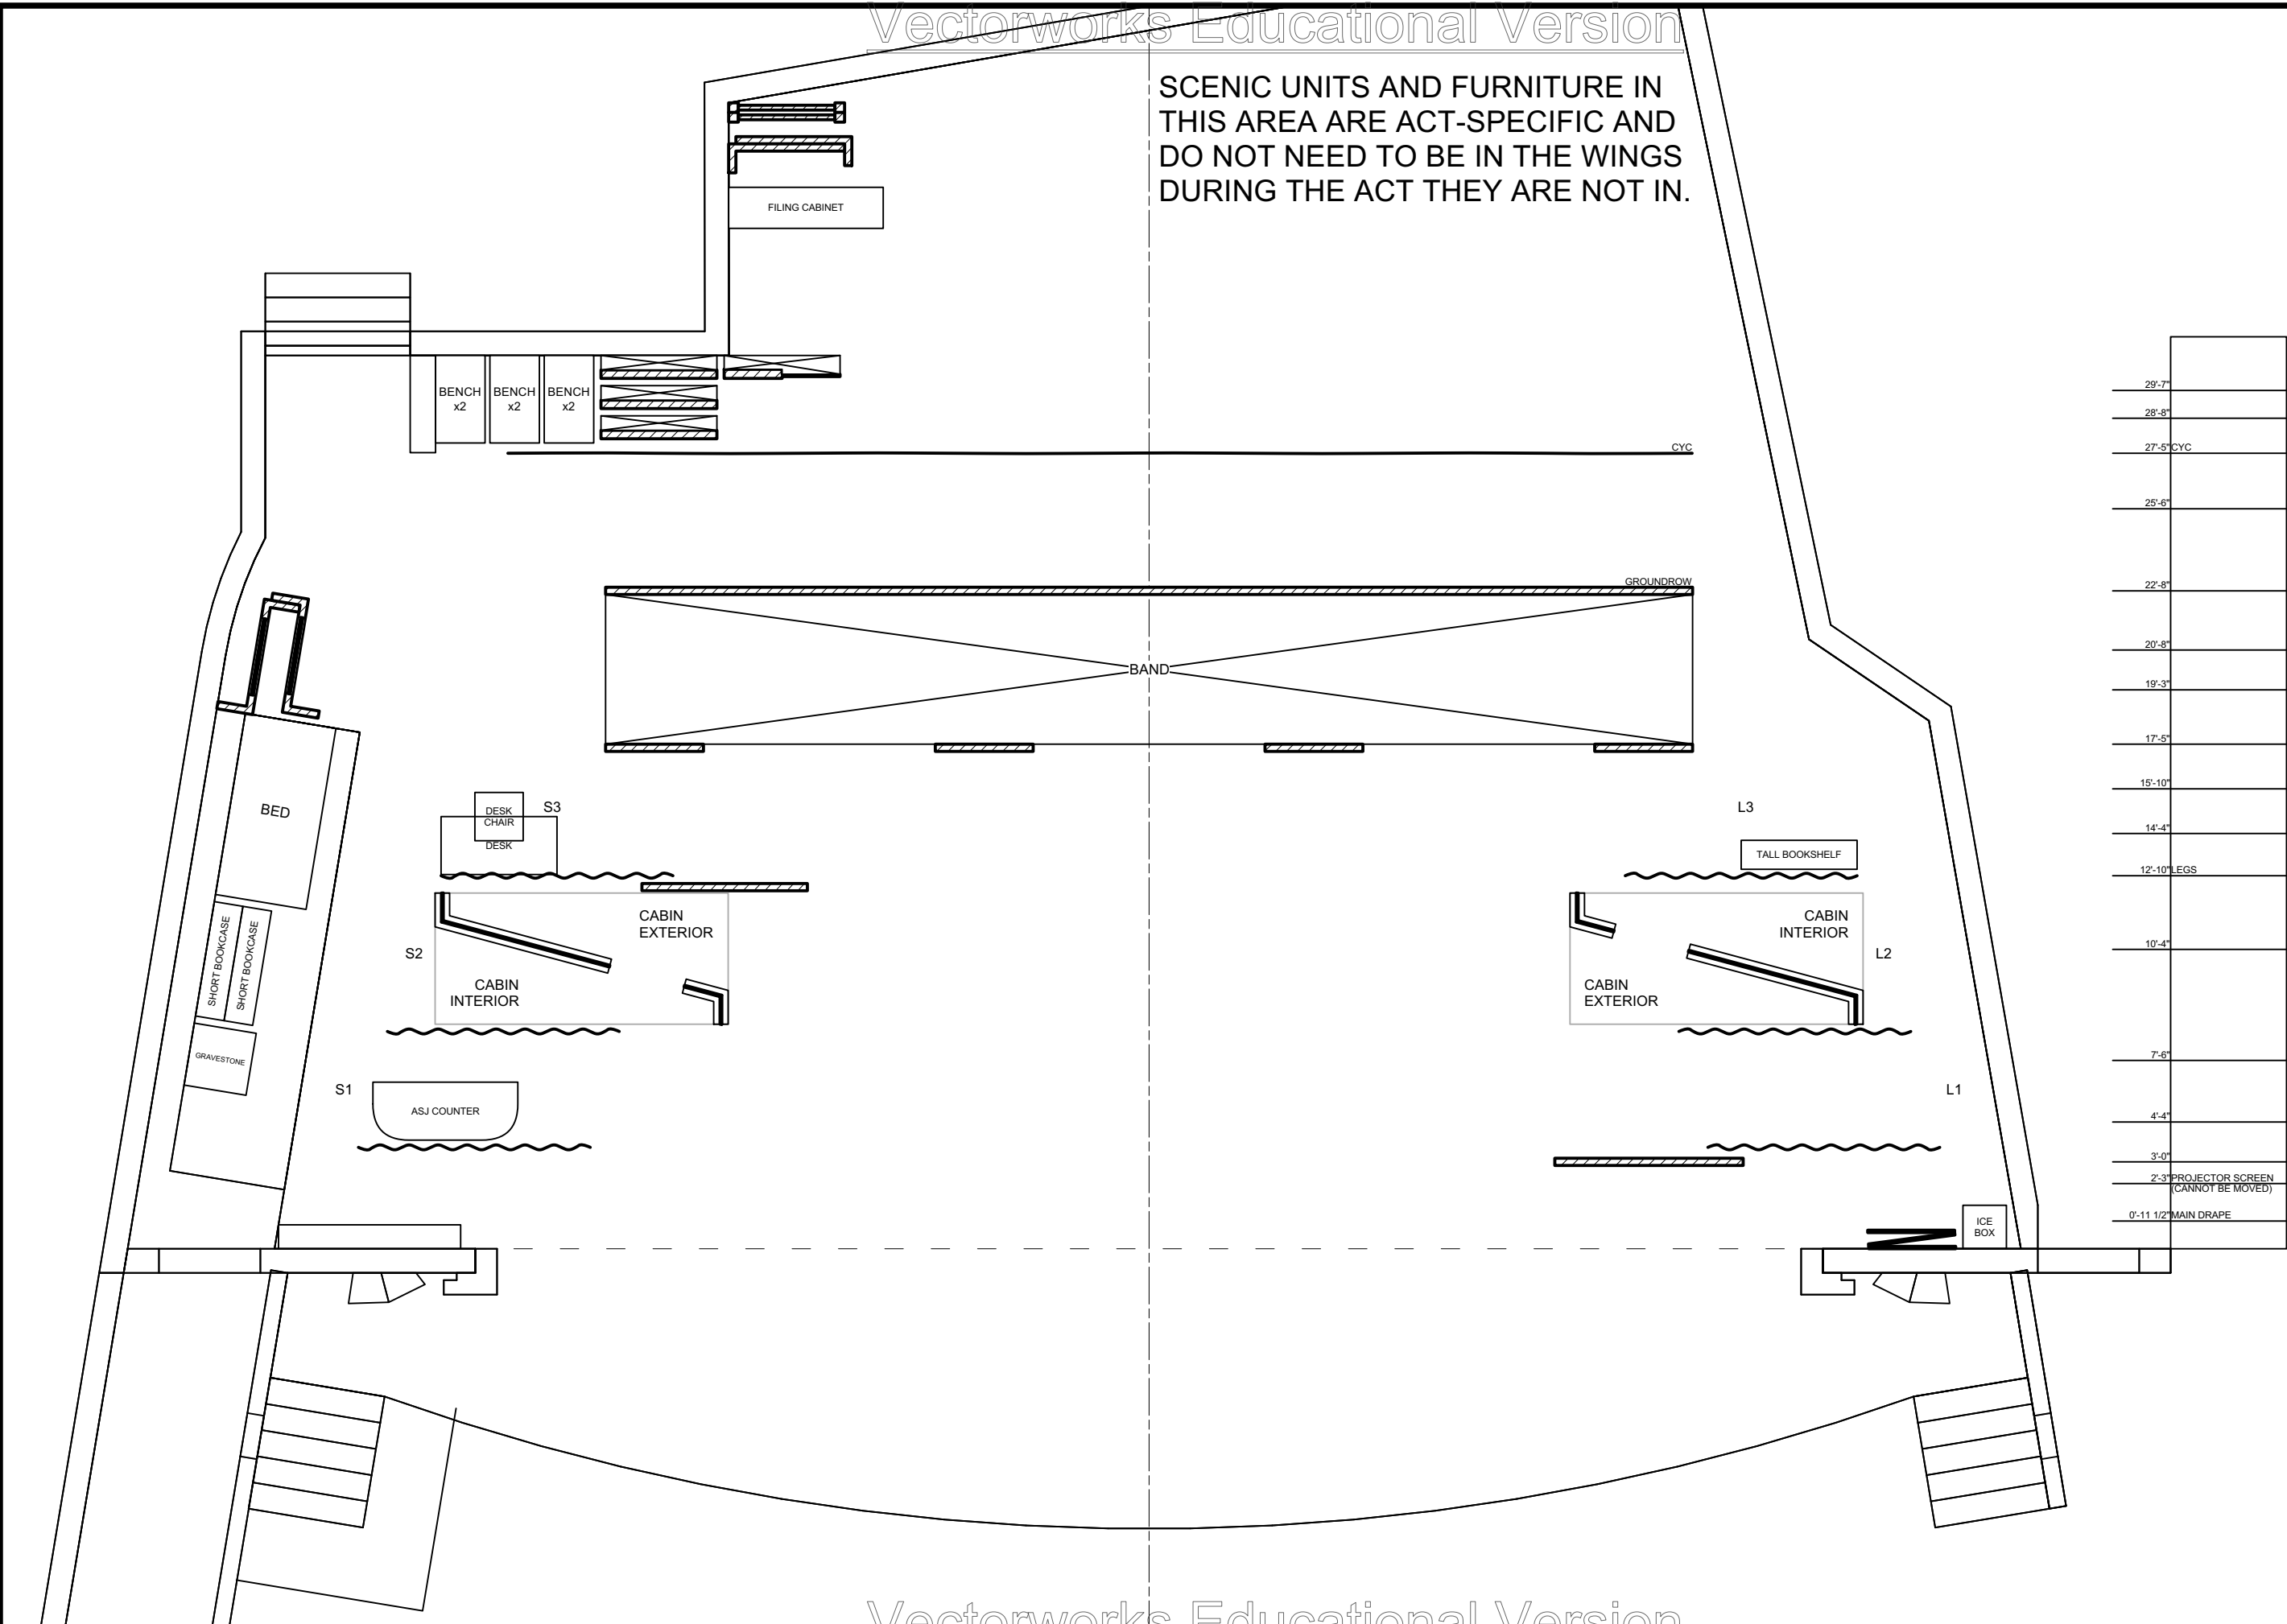 Vectorworks Educational Version
SCENIC UNITS AND FURNITURE IN
THIS AREA ARE ACT-SPECIFIC AND
DO NOT NEED TO BE IN THE WINGS
DURING THE ACT THEY ARE NOT IN.
FILING CABINET
BENCH
x2
BENCH
x2
BENCH
x2
CYC
GROUNDROW
BAND
BED
DESK
CHAIR
DESK
S3
L3
TALL BOOKSHELF
CABIN
EXTERIOR
CABIN
INTERIOR
S2
CABIN
INTERIOR
CABIN
EXTERIOR
L2
SHORT BOOKCASE
SHORT BOOKCASE
GRAVESTONE
S1
ASJ COUNTER
L1
ICE
BOX
29'-7"
28'-8"
27'-5" CYC
25'-6"
22'-8"
20'-8"
19'-3"
17'-5"
15'-10"
14'-4"
12'-10" LEGS
10'-4"
7'-6"
4'-4"
3'-0"
2'-3" PROJECTOR SCREEN
(CANNOT BE MOVED)
0'-11 1/2" MAIN DRAPE
Vectorworks Educational Version